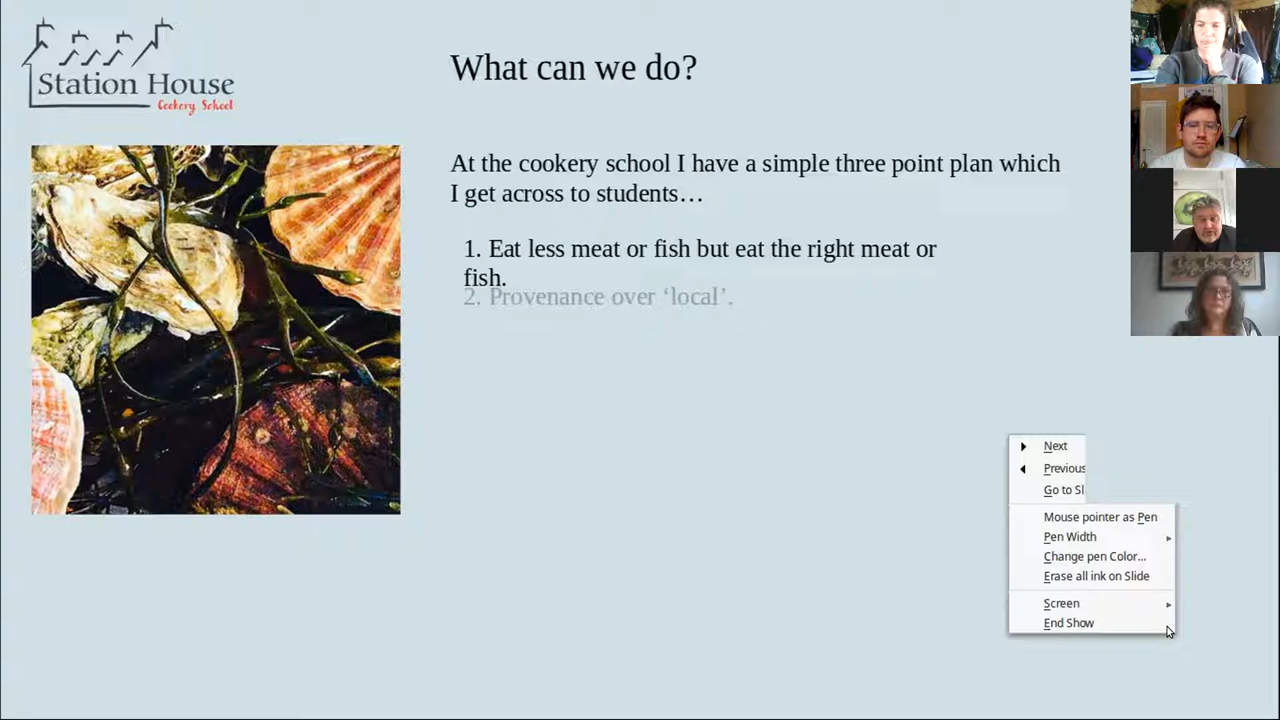 Station House
Cookery School
What can we do?
At the cookery school I have a simple three point plan which
I get across to students…
1. Eat less meat or fish but eat the right meat or
fish.
2. Provenance over ‘local’.
Next
Previous
Go to Sl
Mouse pointer as Pen
Pen Width
Change pen Color...
Erase all ink on Slide
Screen
End Show